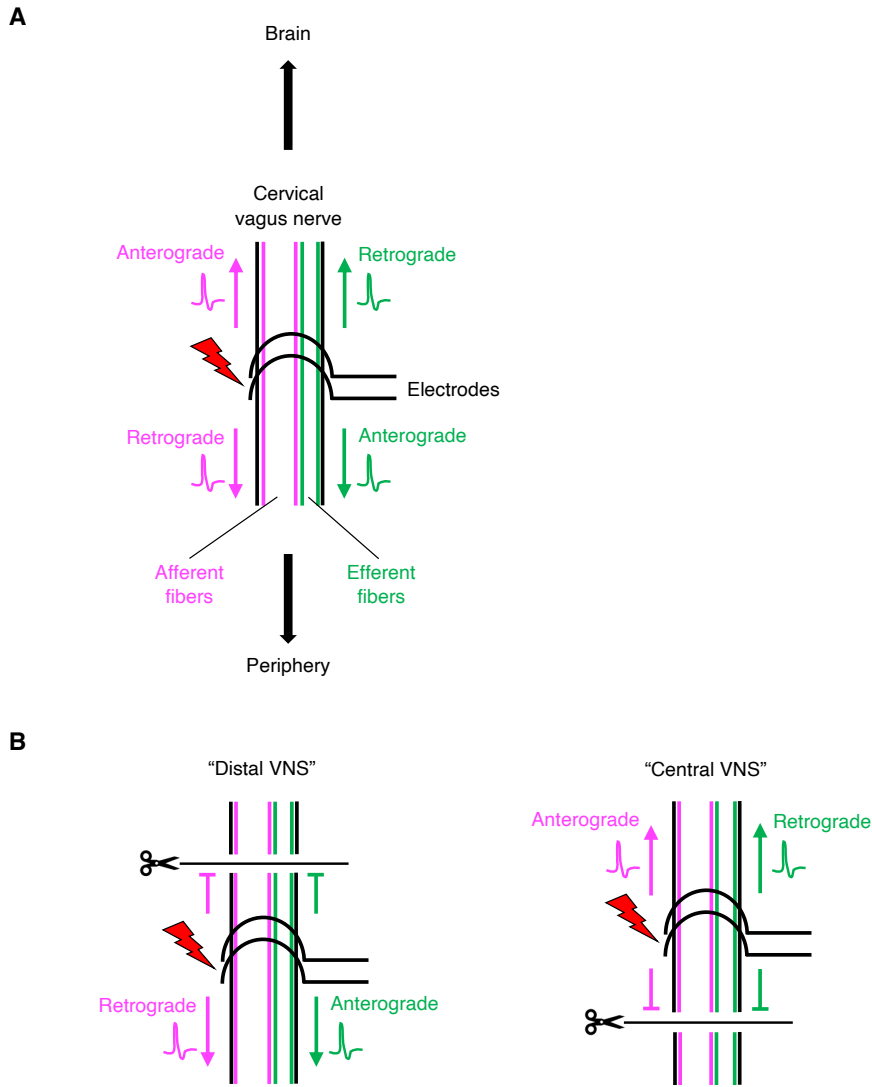 A
Brain
Cervical
vagus nerve
Anterograde
Retrograde
Electrodes
Retrograde
Anterograde
Afferent
fibers
Efferent
fibers
Periphery
B
“Distal VNS”
“Central VNS”
Anterograde
Retrograde
Retrograde
Anterograde